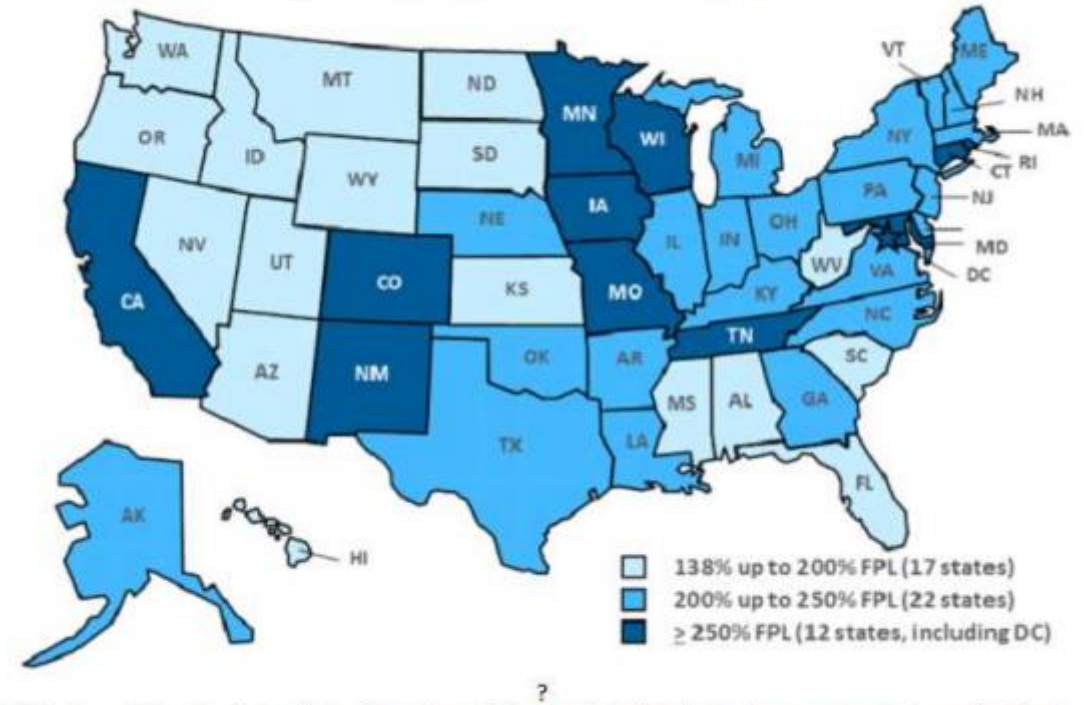 WA
MT
ND
MN
VT
ME
NH
OR
ID
SD
WI
NY
MA
WY
MI
RI
CT
IA
PA
NJ
NE
OH
NV
UT
IL
IN
MD
CO
WV
VA
DC
CA
KS
MO
KY
NC
TN
AZ
NM
OK
AR
SC
MS
AL
GA
TX
LA
FL
AK
HI
138% up to 200% FPL (17 states)
200% up to 250% FPL (22 states)
≥ 250% FPL (12 states, including DC)
?